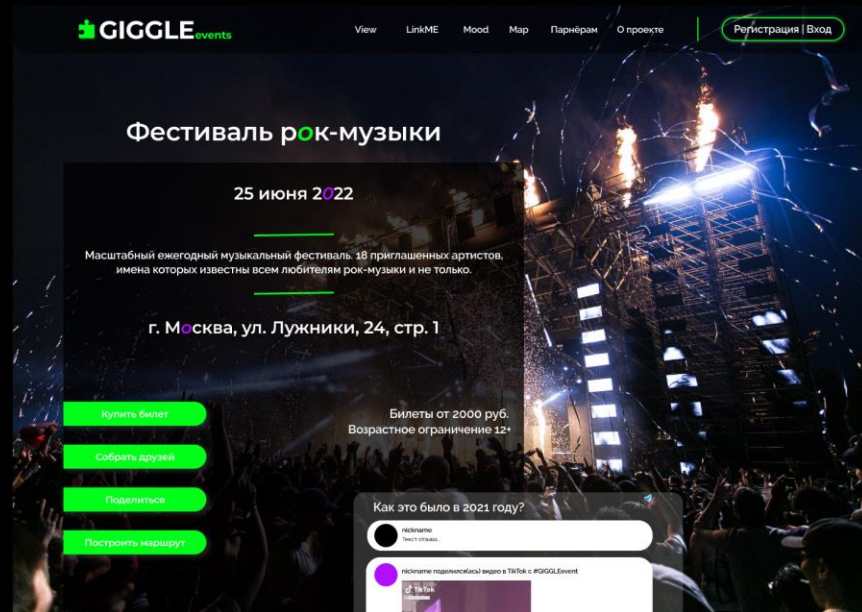 GIGGLEevents
View LinkME Mood Map Парнёрам О проекте
Регистрация | Вход
Фестиваль рок-музыки
25 июня 2022
Масштабный ежегодный музыкальный фестиваль. 18 приглашенных артистов,
имена которых известны всем любителям рок-музыки и не только.
г. Москва, ул. Лужники, 24, стр. 1
Купить билет
Билеты от 2000 руб.
Возрастное ограничение 12+
Собрать друзей
Поделиться
Построить маршрут
Как это было в 2021 году?
nickname
Текст отзыва...
nickname поделился(ась) видео в TikTok с #GIGGLEevent
TikTok